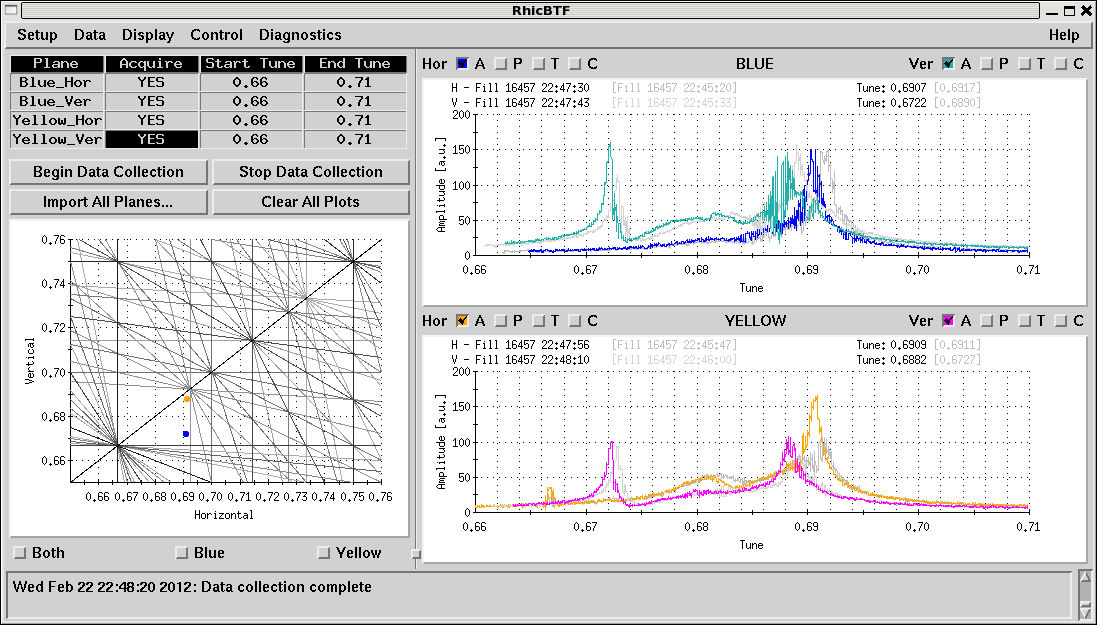 RhicBTF
Setup Data Display Control Diagnostics Help
Plane Acquire Start Tune End Tune
Blue_Hor YES 0.66 0.71
Blue_Ver YES 0.66 0.71
Yellow_Hor YES 0.66 0.71
Yellow_Ver YES 0.66 0.71
Begin Data Collection Stop Data Collection
Import All Planes... Clear All Plots
0.76
0.74
0.72
0.70
0.68
0.66
Vertical
0.66 0.67 0.68 0.69 0.70 0.71 0.72 0.73 0.74 0.75 0.76
Horizontal
Both Blue Yellow
Hor A P T C BLUE Ver A P T C
H - Fill 16457 22:47:30 [Fill 16457 22:45:20] Tune: 0.6907 [0.6917]
V - Fill 16457 22:47:43 [Fill 16457 22:45:33] Tune: 0.6722 [0.6890]
200
150
100
50
0
Amplitude [a.u.]
0.66 0.67 0.68 0.69 0.70 0.71
Tune
Hor A P T C YELLOW Ver A P T C
H - Fill 16457 22:47:56 [Fill 16457 22:45:47] Tune: 0.6909 [0.6911]
V - Fill 16457 22:48:10 [Fill 16457 22:46:00] Tune: 0.6882 [0.6727]
200
150
100
50
0
Amplitude [a.u.]
0.66 0.67 0.68 0.69 0.70 0.71
Tune
Wed Feb 22 22:48:20 2012: Data collection complete